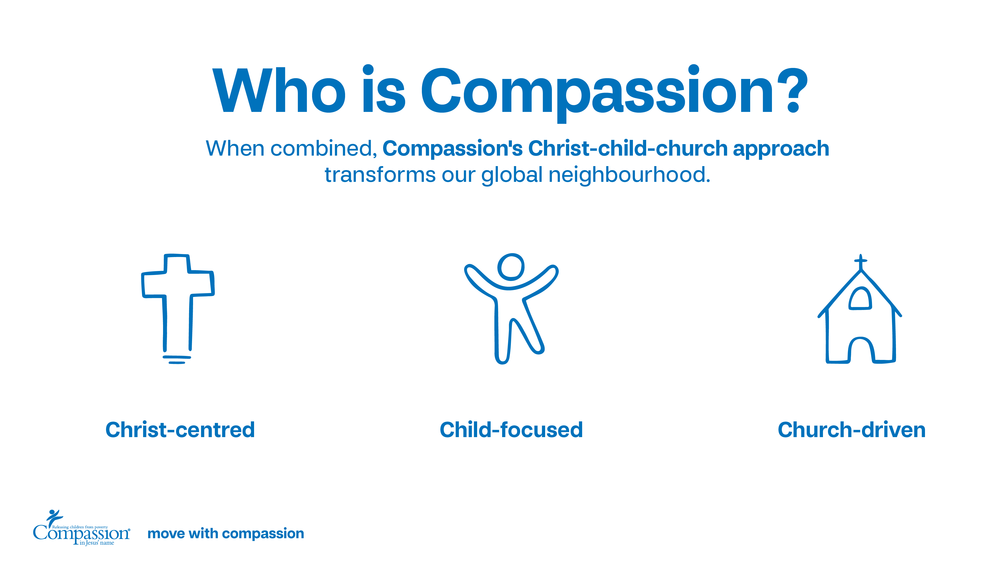 Who is Compassion?
When combined, Compassion's Christ-child-church approach
transforms our global neighbourhood.
Christ-centred
Child-focused
Church-driven
Releasing children from poverty
Compassion®
in Jesus' name
move with compassion